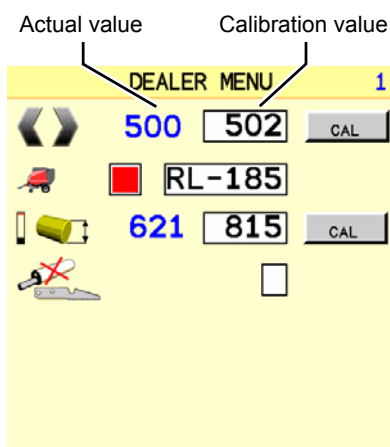 Actual value Calibration value
DEALER MENU 1
500 502 CAL
RL-185
621 815 CAL